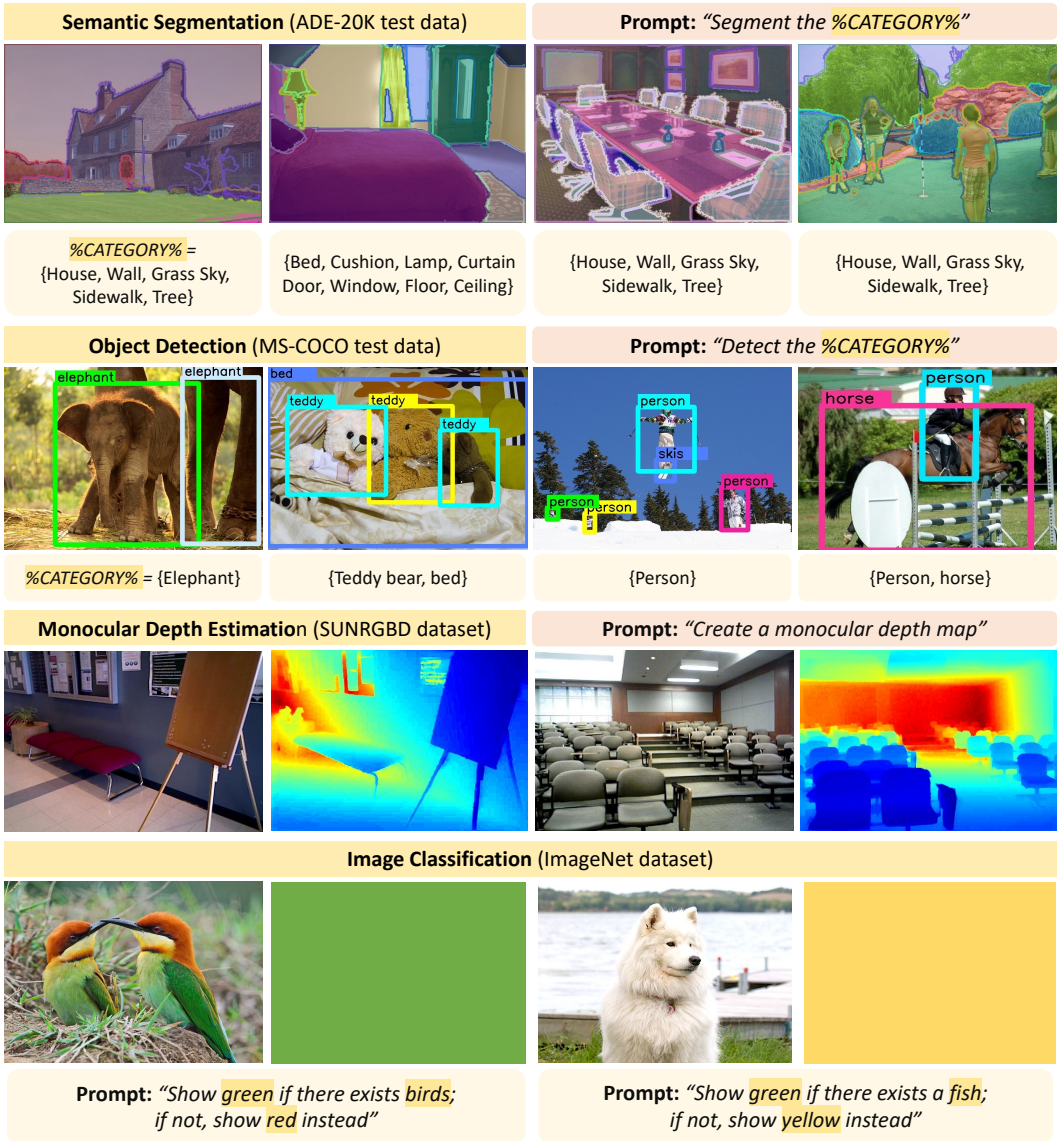 Semantic Segmentation (ADE-20K test data)
Prompt: “Segment the %CATEGORY%”
%CATEGORY% =
{House, Wall, Grass Sky,
Sidewalk, Tree}
{Bed, Cushion, Lamp, Curtain
Door, Window, Floor, Ceiling}
{House, Wall, Grass Sky,
Sidewalk, Tree}
{House, Wall, Grass Sky,
Sidewalk, Tree}
Object Detection (MS-COCO test data)
Prompt: “Detect the %CATEGORY%”
elephant
elephant
bed
teddy
teddy
teddy
person
skis
person
person
person
person
horse
%CATEGORY% = {Elephant}
{Teddy bear, bed}
{Person}
{Person, horse}
Monocular Depth Estimation (SUNRGBD dataset)
Prompt: “Create a monocular depth map”
Image Classification (ImageNet dataset)
Prompt: “Show green if there exists birds;
if not, show red instead”
Prompt: “Show green if there exists a fish;
if not, show yellow instead”